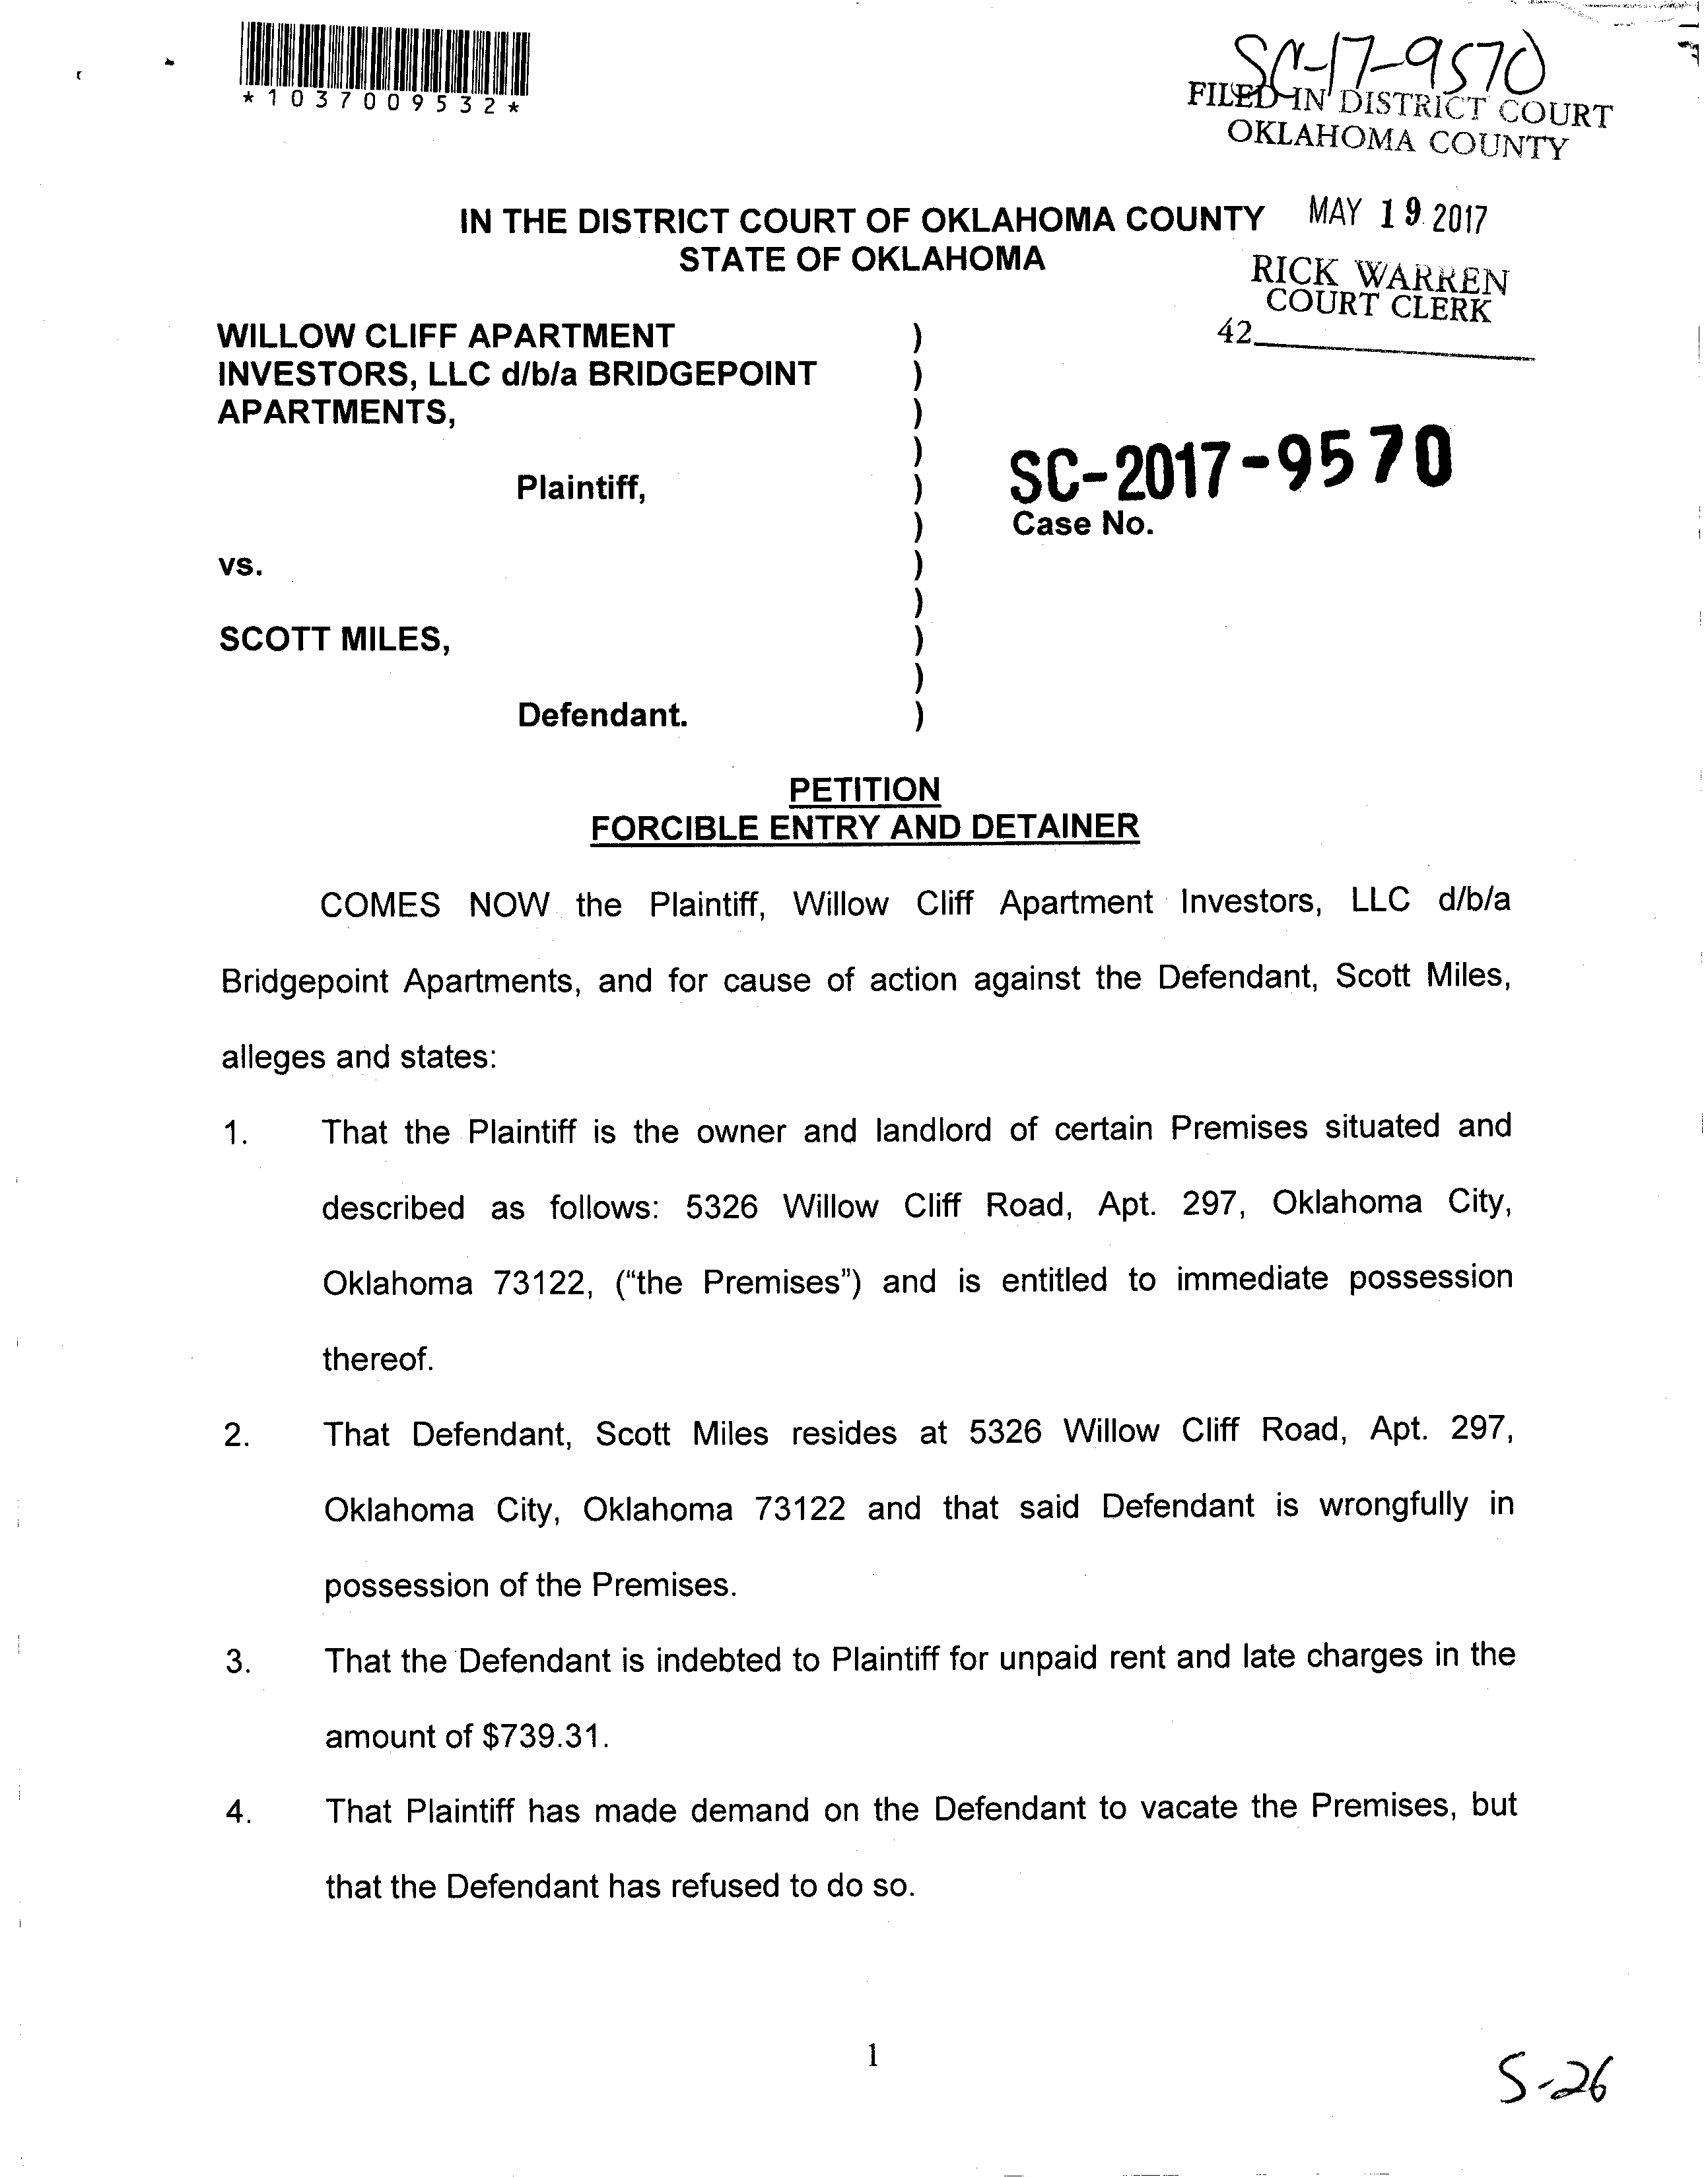 *1037009532*
SC-17-9570
FILED IN DISTRICT COURT
OKLAHOMA COUNTY
IN THE DISTRICT COURT OF OKLAHOMA COUNTY
STATE OF OKLAHOMA
MAY 19 2017
RICK WARREN
COURT CLERK
42
WILLOW CLIFF APARTMENT )
INVESTORS, LLC d/b/a BRIDGEPOINT )
APARTMENTS, )
)
Plaintiff, )
SC-2017-9570
) Case No.
vs. )
)
SCOTT MILES, )
)
Defendant. )
PETITION
FORCIBLE ENTRY AND DETAINER
COMES NOW the Plaintiff, Willow Cliff Apartment Investors, LLC d/b/a
Bridgepoint Apartments, and for cause of action against the Defendant, Scott Miles,
alleges and states:
1. That the Plaintiff is the owner and landlord of certain Premises situated and
described as follows: 5326 Willow Cliff Road, Apt. 297, Oklahoma City,
Oklahoma 73122, ("the Premises") and is entitled to immediate possession
thereof.
2. That Defendant, Scott Miles resides at 5326 Willow Cliff Road, Apt. 297,
Oklahoma City, Oklahoma 73122 and that said Defendant is wrongfully in
possession of the Premises.
3. That the Defendant is indebted to Plaintiff for unpaid rent and late charges in the
amount of $739.31.
4. That Plaintiff has made demand on the Defendant to vacate the Premises, but
that the Defendant has refused to do so.
1
5-26